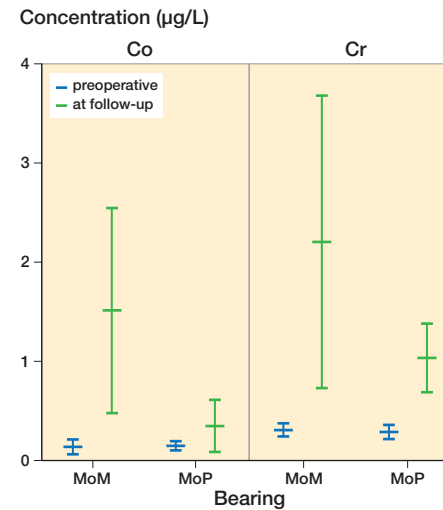 Concentration (µg/L)
Co Cr
4
preoperative
at follow-up
3
2
1
0
MoM MoP MoM MoP
Bearing